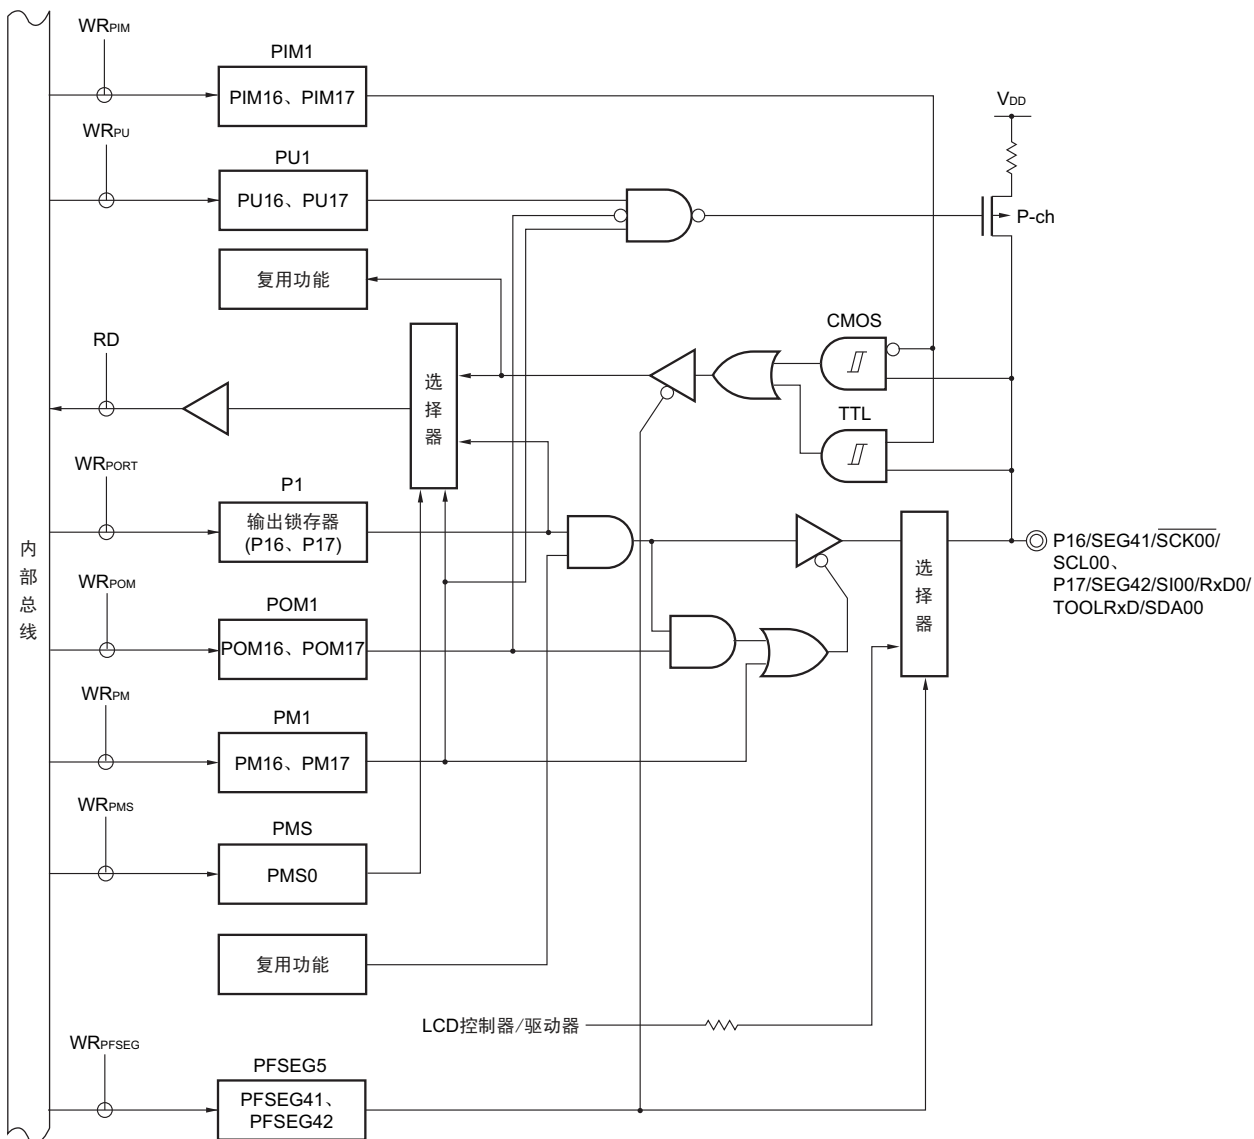 WRPIM
PIM1
PIM16、PIM17
VDD
WRPU
PU1
PU16、PU17
P-ch
复用功能
CMOS
RD
选择器
TTL
WRPORT
P1
输出锁存器
(P16、P17)
内部总线
选择器
P16/SEG41/SCK00/
SCL00、
P17/SEG42/SI00/RxD0/
TOOLRxD/SDA00
WRPOM
POM1
POM16、POM17
WRPM
PM1
PM16、PM17
WRPMS
PMS
PMS0
复用功能
LCD控制器/驱动器
WRPFSEG
PFSEG5
PFSEG41、
PFSEG42